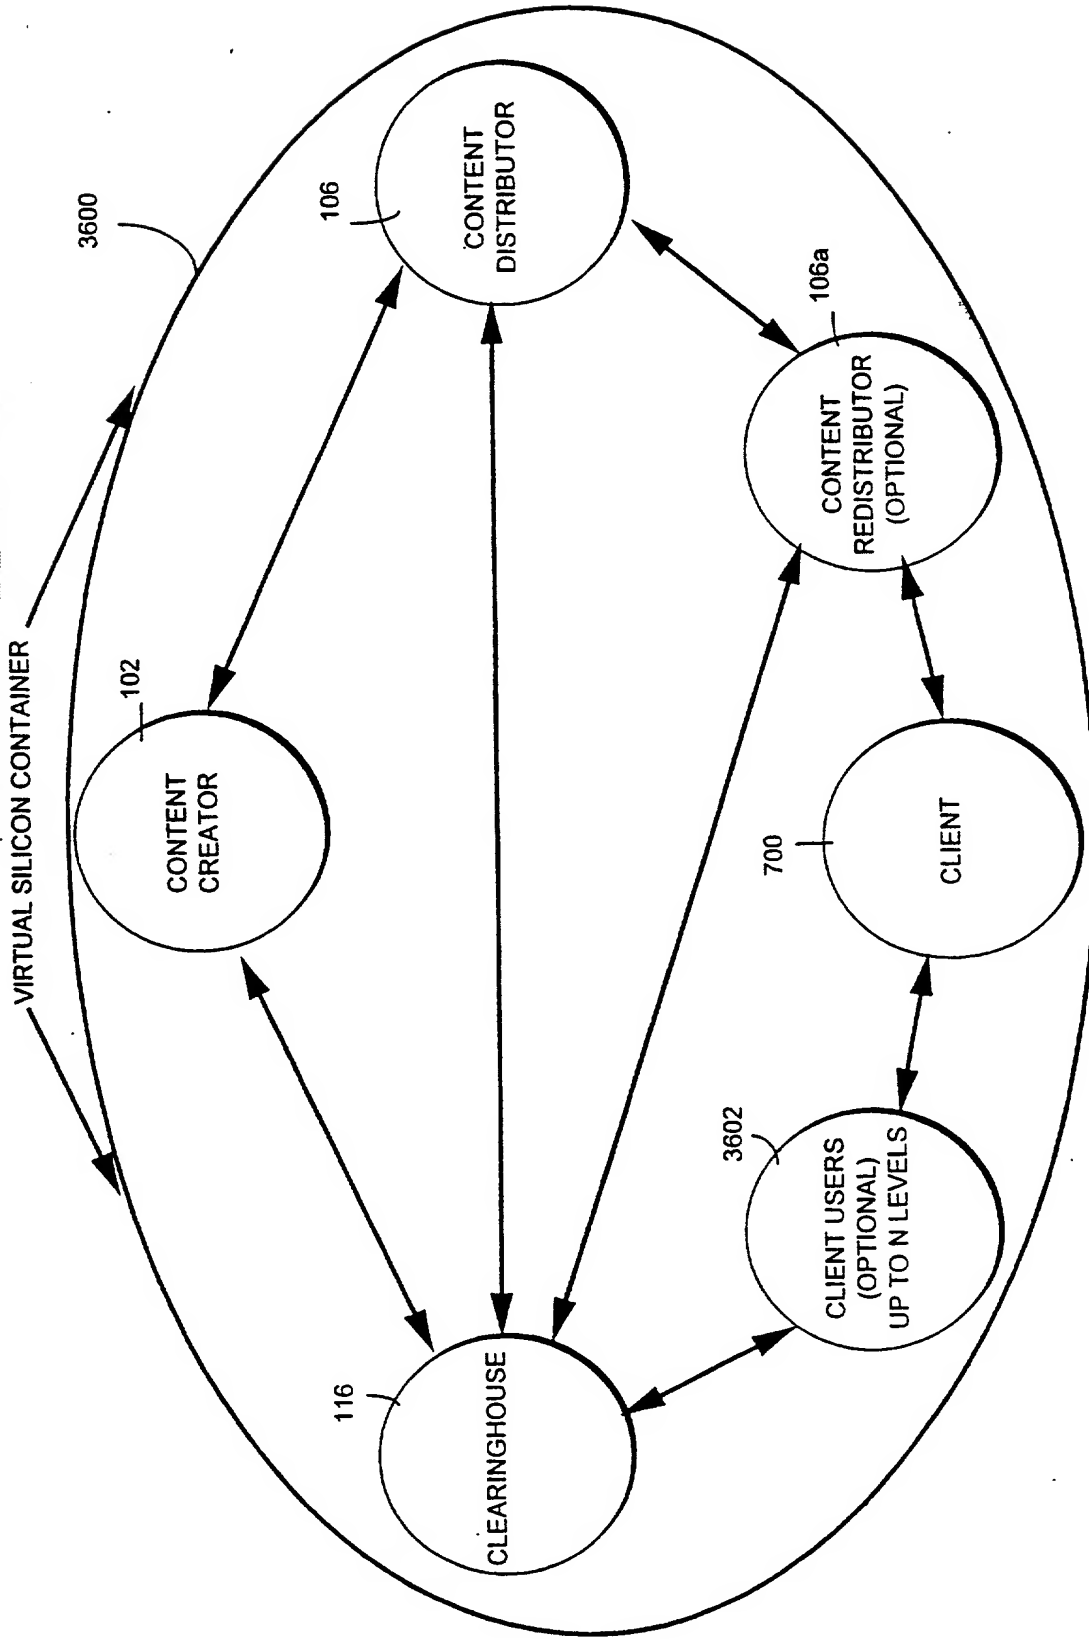 VIRTUAL SILICON CONTAINER
3600
102
CONTENT
CREATOR
106
CONTENT
DISTRIBUTOR
116
CLEARINGHOUSE
106a
CONTENT
REDISTRIBUTOR
(OPTIONAL)
700
CLIENT
3602
CLIENT USERS
(OPTIONAL)
UP TO N LEVELS